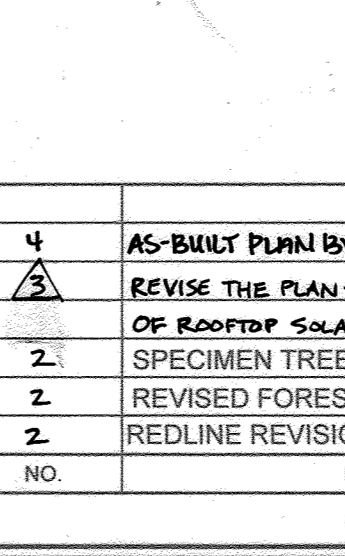 4 AS-BUILT PLAN BY
3 REVISE THE PLAN
OF ROOFTOP SOLA
2 SPECIMEN TREE
2 REVISED FORES
2 REDLINE REVISIO
NO.